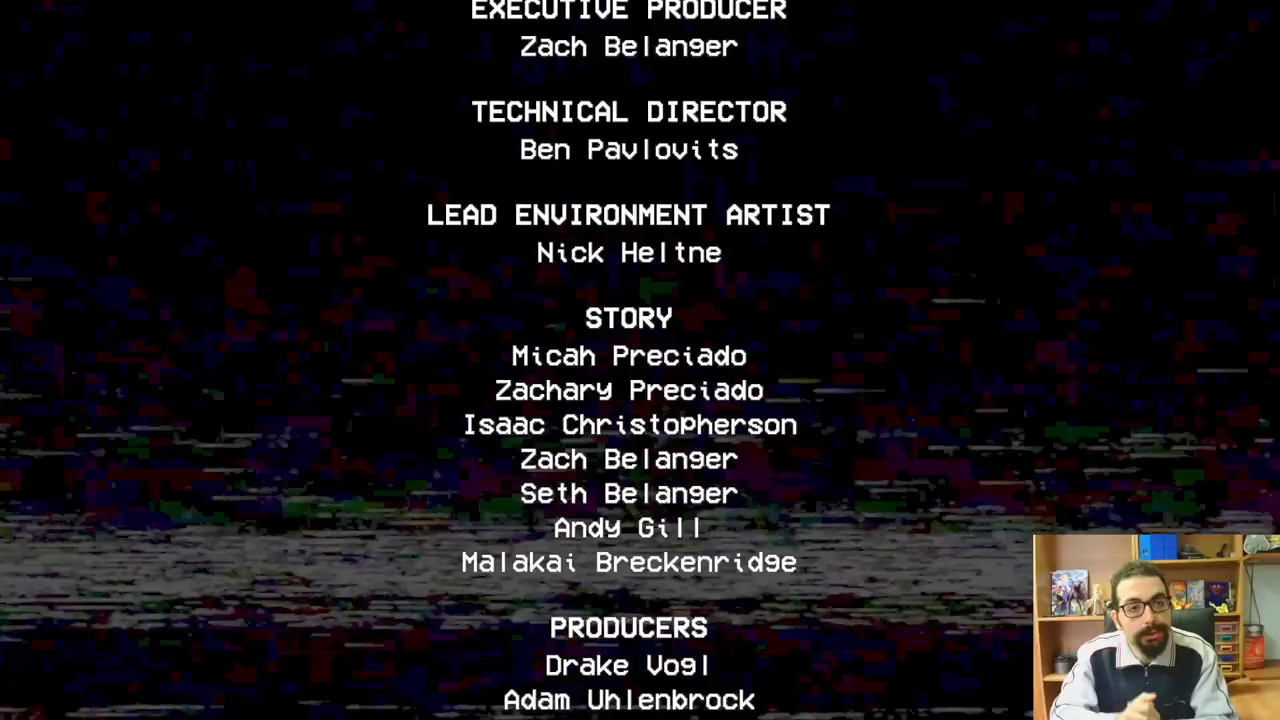 EXECUTIVE PRODUCER
Zach Belanger
TECHNICAL DIRECTOR
Ben Pavlovits
LEAD ENVIRONMENT ARTIST
Nick Heltne
STORY
Micah Preciado
Zachary Preciado
Isaac Christopherson
Zach Belanger
Seth Belanger
Andy Gill
Malakai Breckenridge
PRODUCERS
Drake Vogl
Adam Uhlenbrock